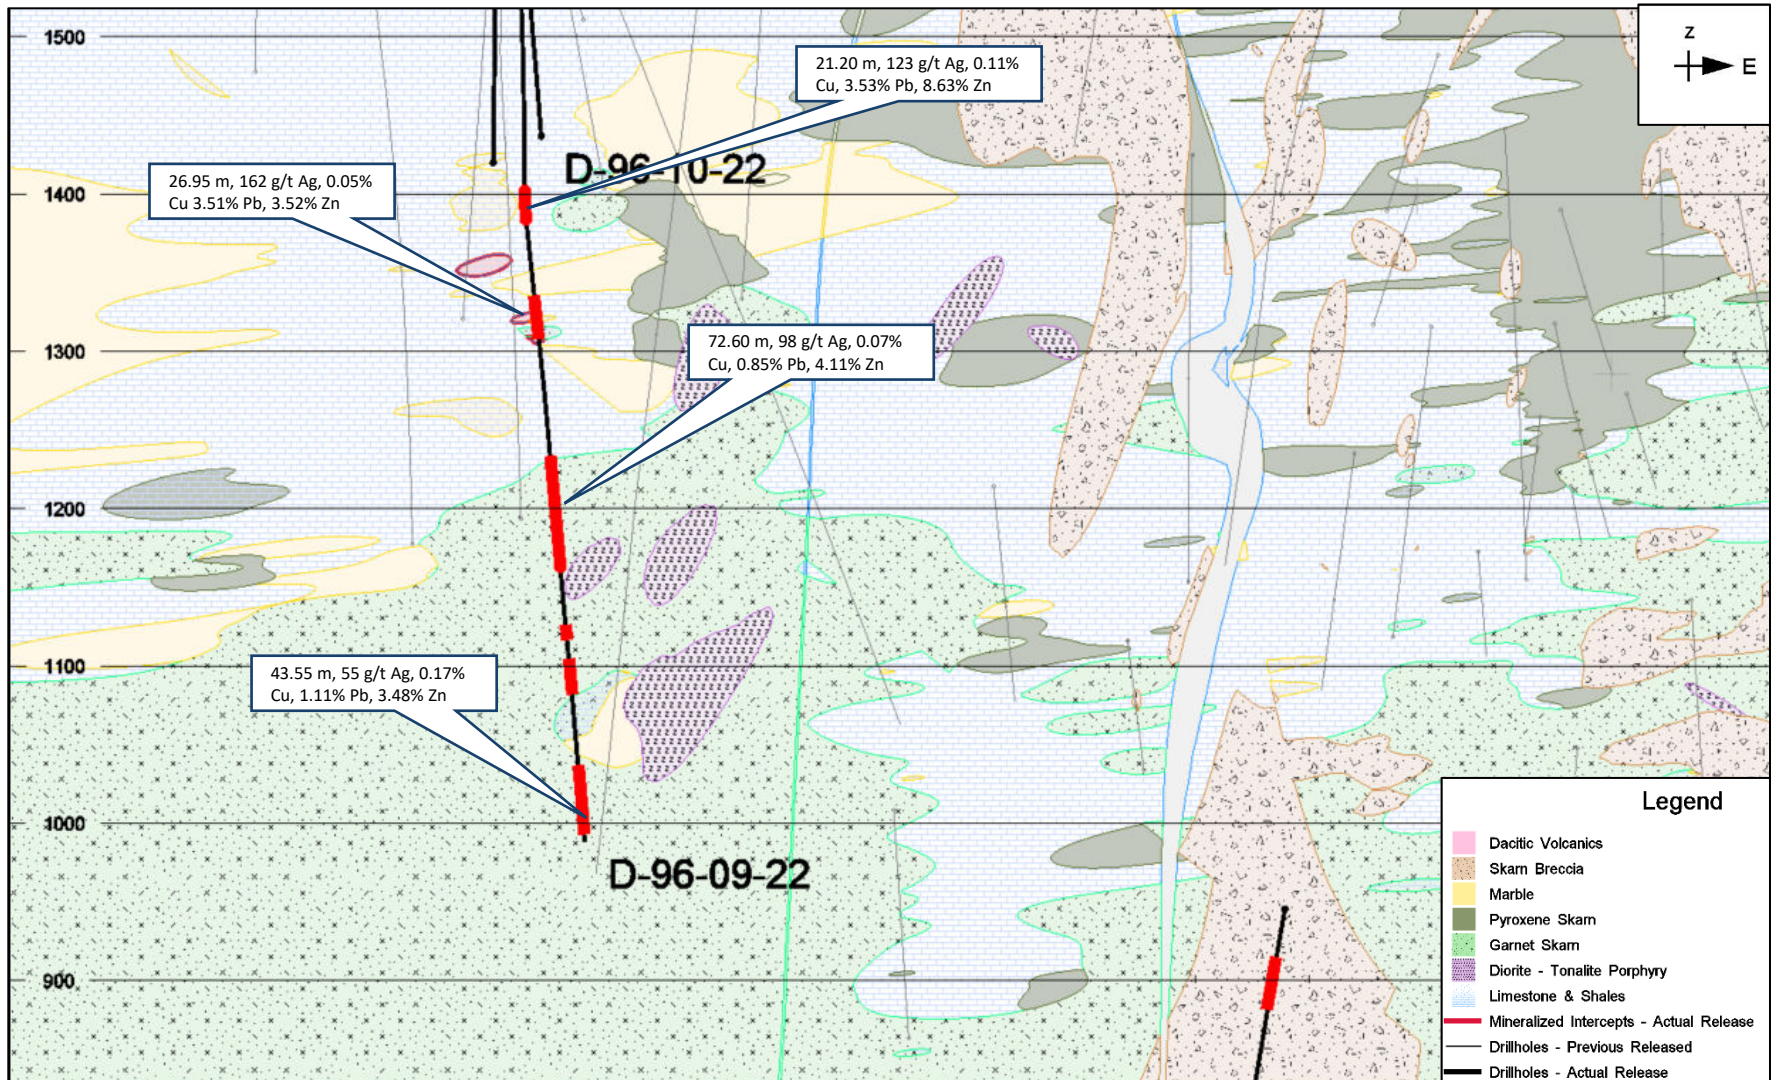 1500
21.20 m, 123 g/t Ag, 0.11%
Cu, 3.53% Pb, 8.63% Zn
Z
E
D-96-10-22
26.95 m, 162 g/t Ag, 0.05%
Cu 3.51% Pb, 3.52% Zn
1400
1300
72.60 m, 98 g/t Ag, 0.07%
Cu, 0.85% Pb, 4.11% Zn
1200
1100
43.55 m, 55 g/t Ag, 0.17%
Cu, 1.11% Pb, 3.48% Zn
1000
D-96-09-22
900
Legend
Dacitic Volcanics
Skarn Breccia
Marble
Pyroxene Skarn
Garnet Skarn
Diorite - Tonalite Porphyry
Limestone & Shales
Mineralized Intercepts - Actual Release
Drillholes - Previous Released
Drillholes - Actual Release